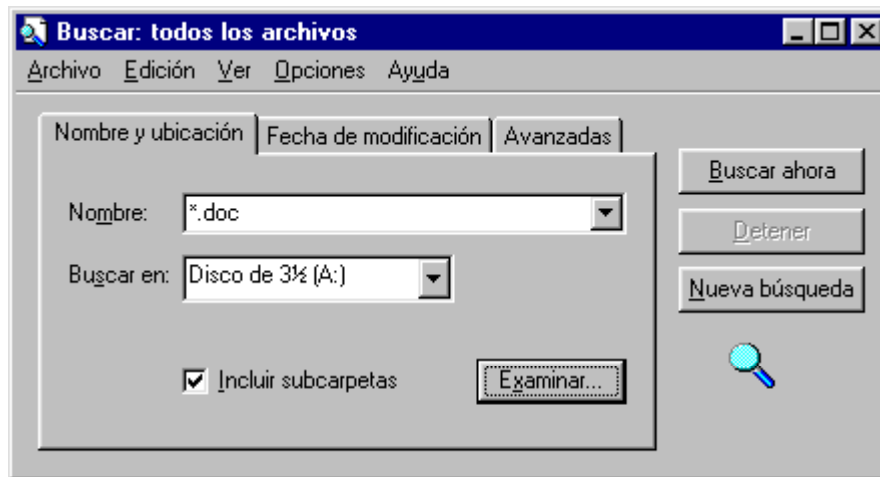 Buscar: todos los archivos
Archivo Edición Ver Opciones Ayuda
Nombre y ubicación Fecha de modificación Avanzadas
Nombre: *.doc
Buscar en: Disco de 3½ (A:)
Incluir subcarpetas Examinar...
Buscar ahora
Detener
Nueva búsqueda